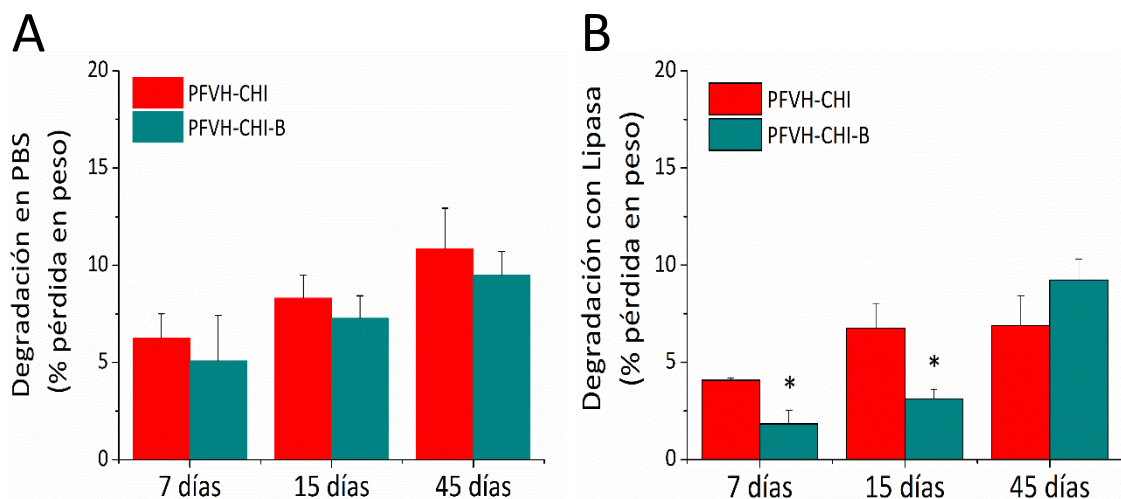 A
Degradación en PBS
(% pérdida en peso)
20
15
10
5
0
PFVH-CHI
PFVH-CHI-B
7 días
15 días
45 días
B
Degradación con Lipasa
(% pérdida en peso)
20
15
10
5
0
PFVH-CHI
PFVH-CHI-B
*
*
7 días
15 días
45 días